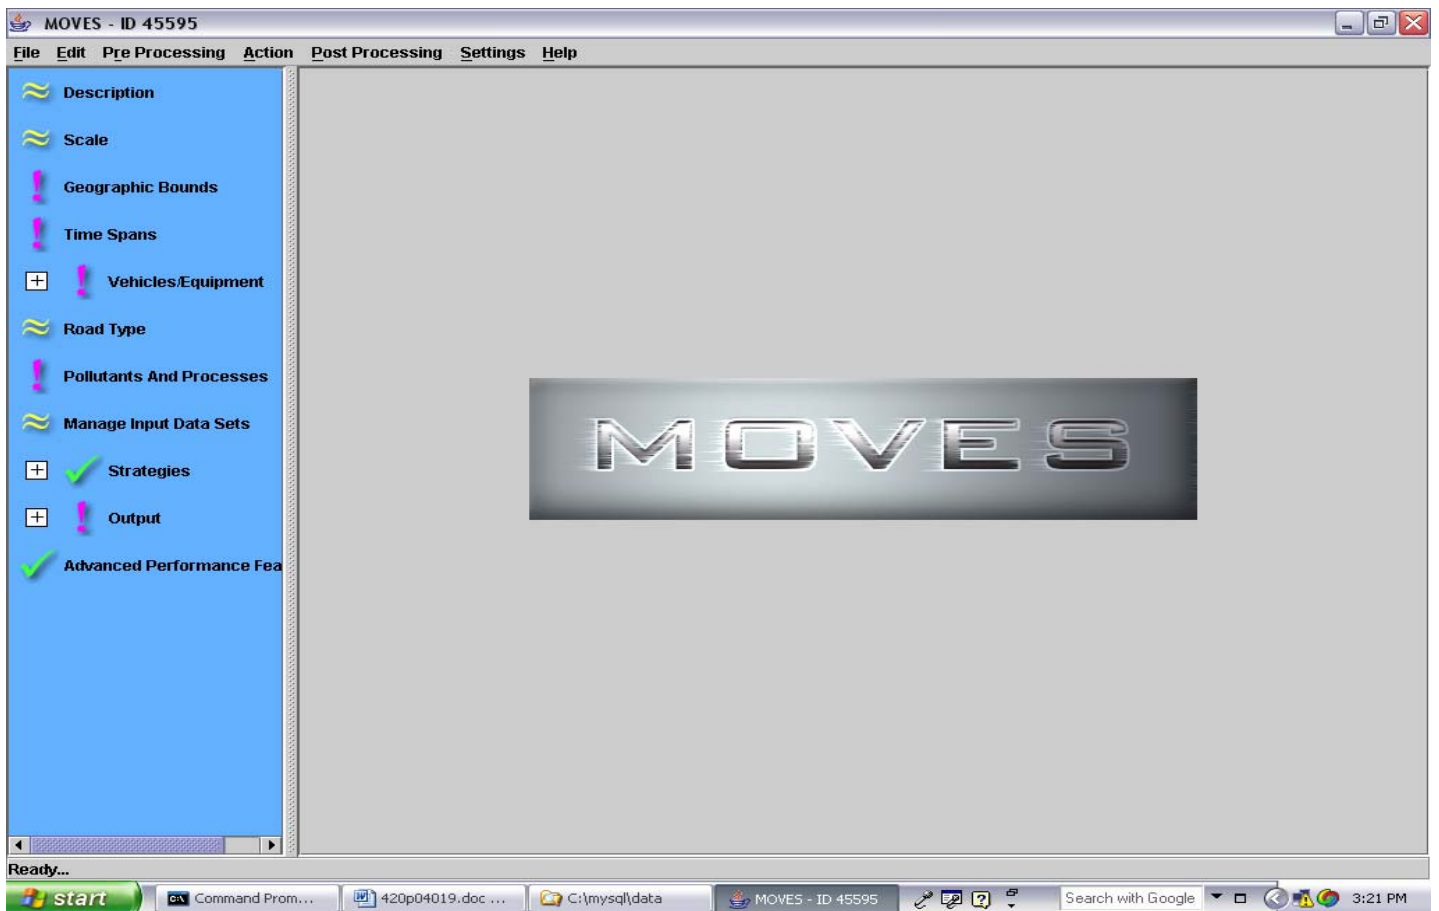 MOVES - ID 45595
File Edit Pre Processing Action Post Processing Settings Help
Description
Scale
Geographic Bounds
Time Spans
Vehicles/Equipment
Road Type
Pollutants And Processes
Manage Input Data Sets
Strategies
Output
Advanced Performance Fea
MOVES
Ready...
start Command Prom... 420p04019.doc ... C:\mysql\data MOVES - ID 45595 Search with Google 3:21 PM